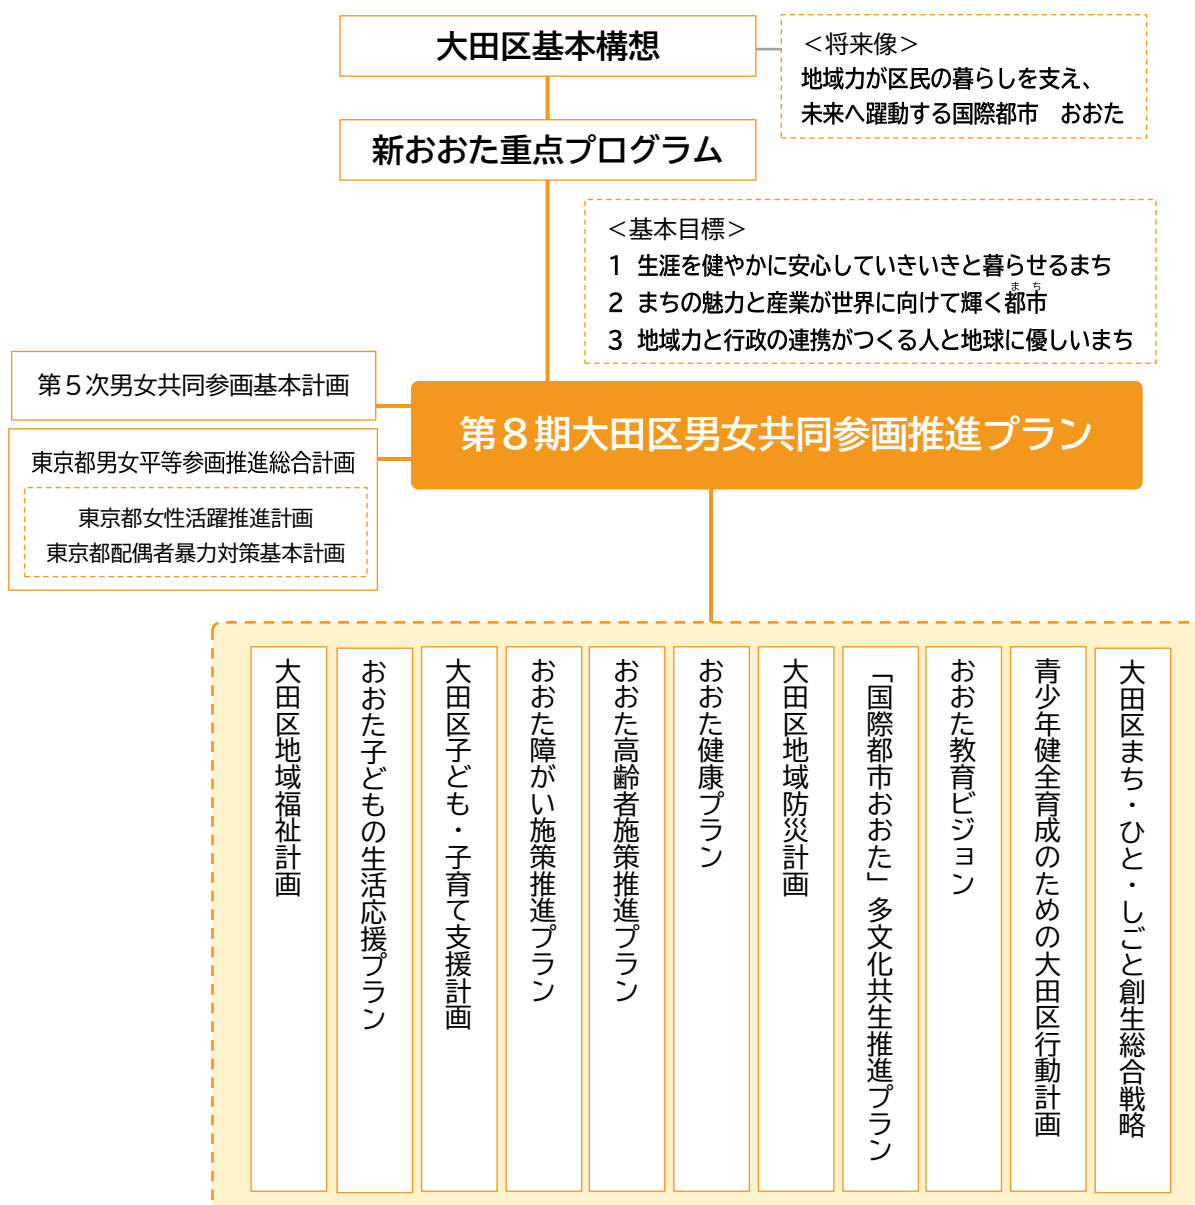 大田区基本構想
＜将来像＞
地域力が区民の暮らしを支え、
未来へ躍動する国際都市　おおた
新おおた重点プログラム
＜基本目標＞
1 生涯を健やかに安心していきいきと暮らせるまち
まち
2 まちの魅力と産業が世界に向けて輝く都市
3 地域力と行政の連携がつくる人と地球に優しいまち
第５次男女共同参画基本計画
第８期大田区男女共同参画推進プラン
東京都男女平等参画推進総合計画
東京都女性活躍推進計画
東京都配偶者暴力対策基本計画
大田区地域福祉計画
おおた子どもの生活応援プラン
大田区子ども・子育て支援計画
おおた障がい施策推進プラン
おおた高齢者施策推進プラン
おおた健康プラン
大田区地域防災計画
「国際都市おおた」多文化共生推進プラン
おおた教育ビジョン
青少年健全育成のための大田区行動計画
大田区まち・ひと・しごと創生総合戦略